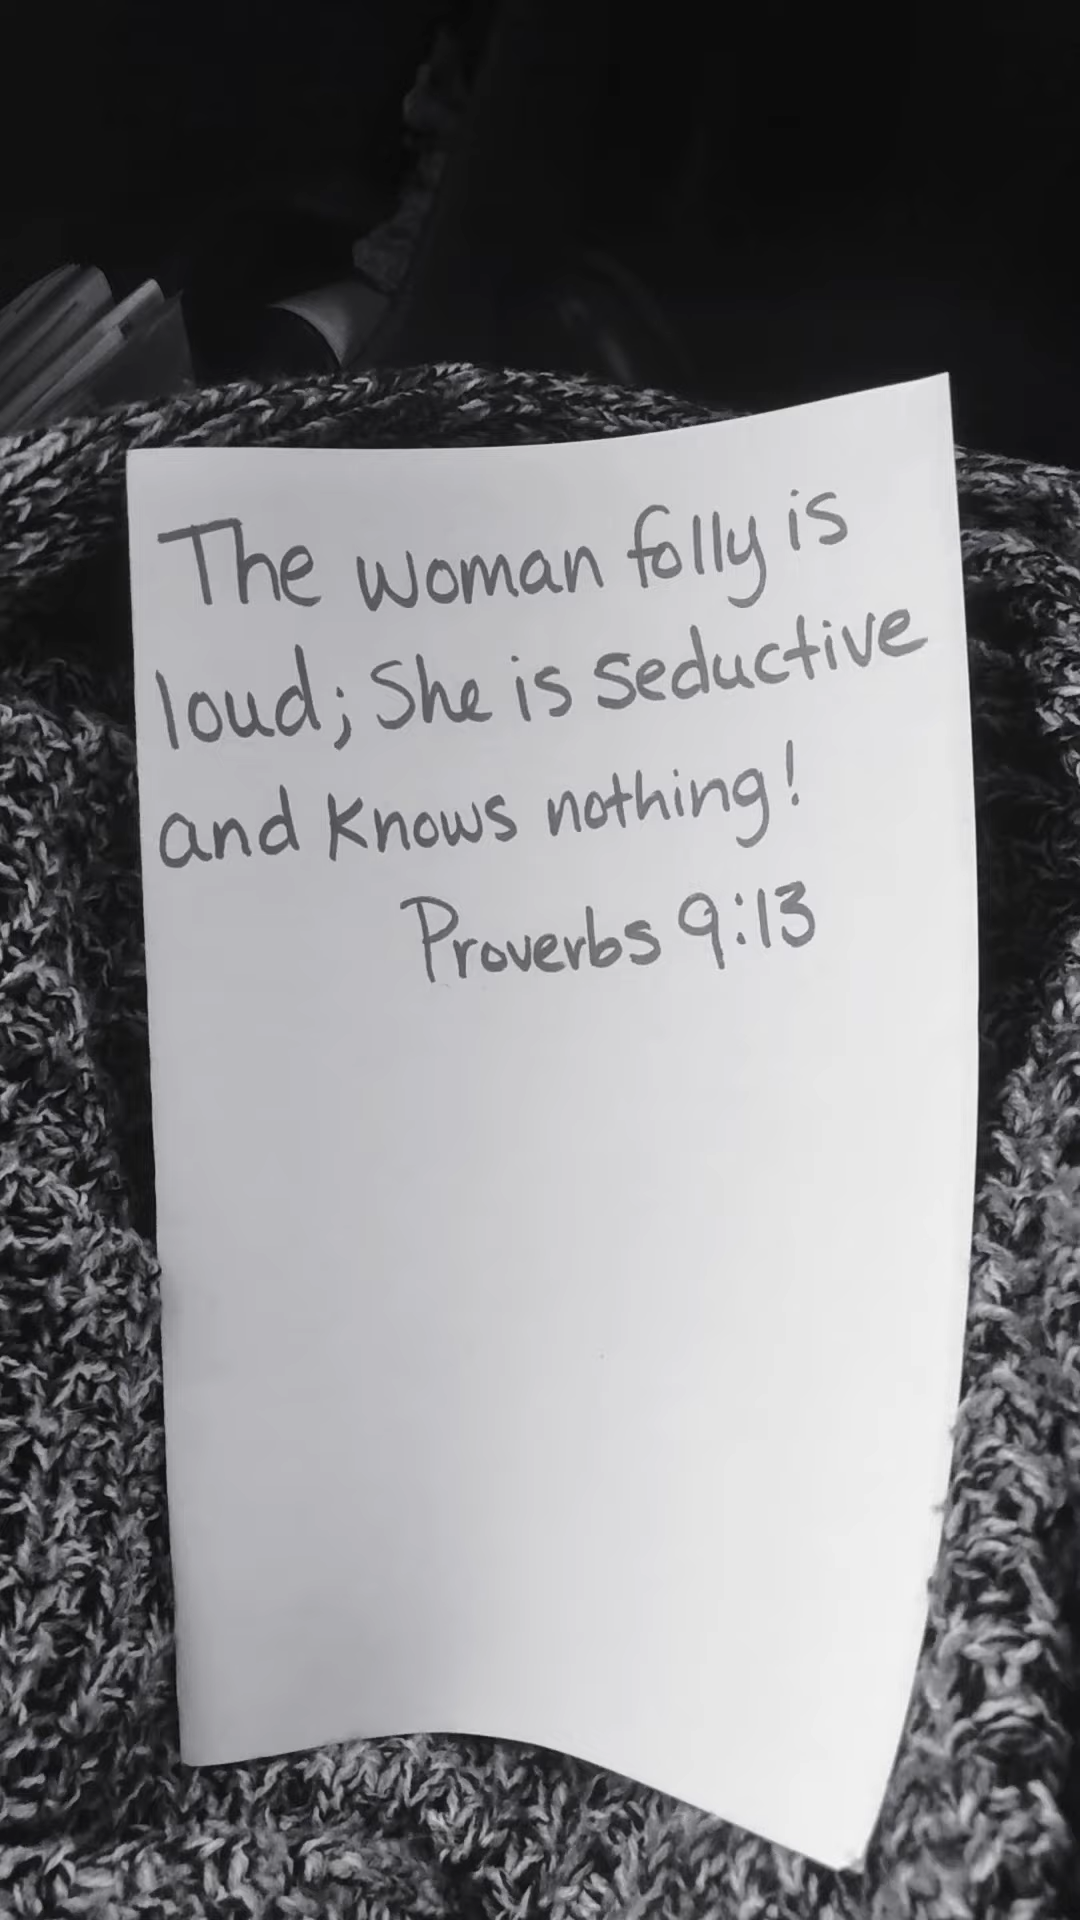 The woman folly is
loud; She is seductive
and Knows nothing!
Proverbs 9:13